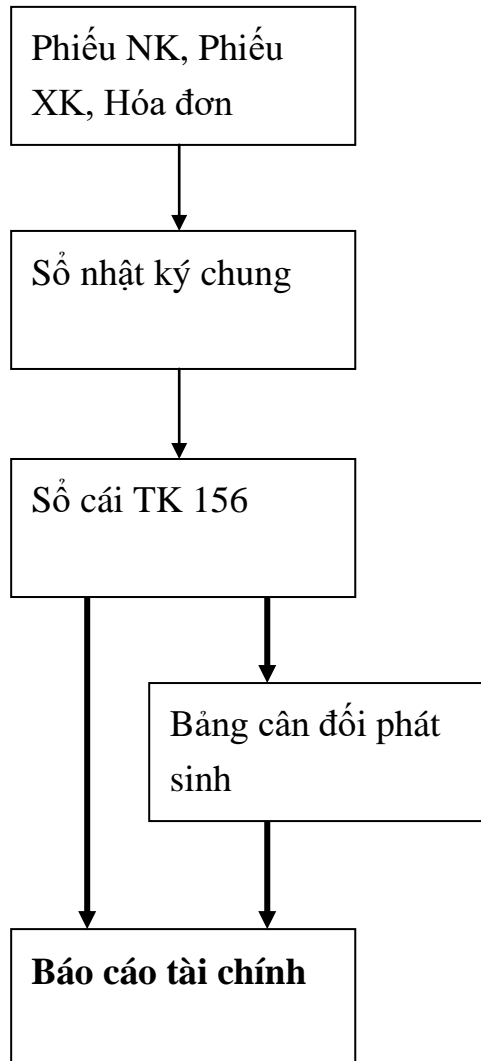 Phiếu NK, Phiếu
XK, Hóa đơn
Sổ nhật ký chung
Sổ cái TK 156
Bảng cân đối phát
sinh
Báo cáo tài chính